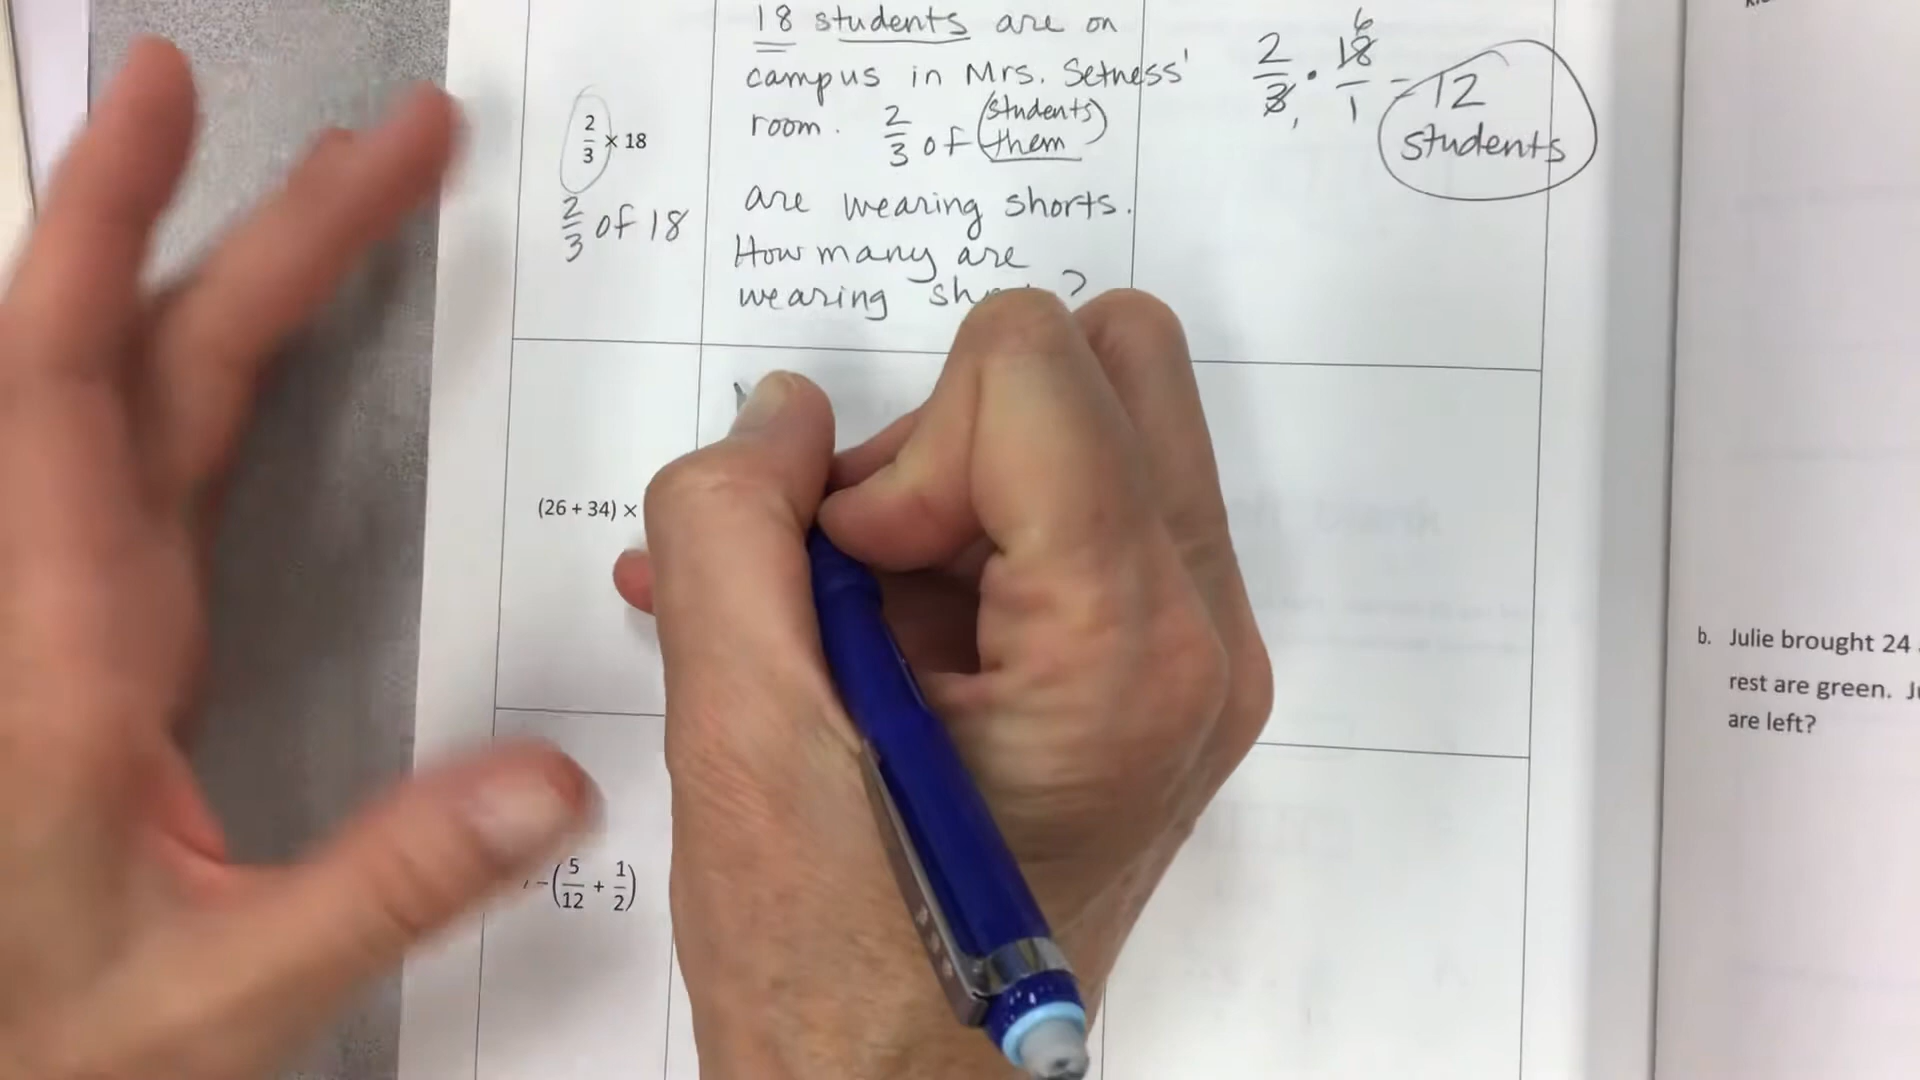 2/3 × 18
2/3 of 18
18 students are on
campus in Mrs. Setness'
room. 2/3 of (students)
them
are wearing shorts.
How many are
wearing ?
2/3 · 18/1 = 12
6
1
students
(26 + 34) ×
− (5/12 + 1/2)
b. Julie brought 24
rest are green.
are left?